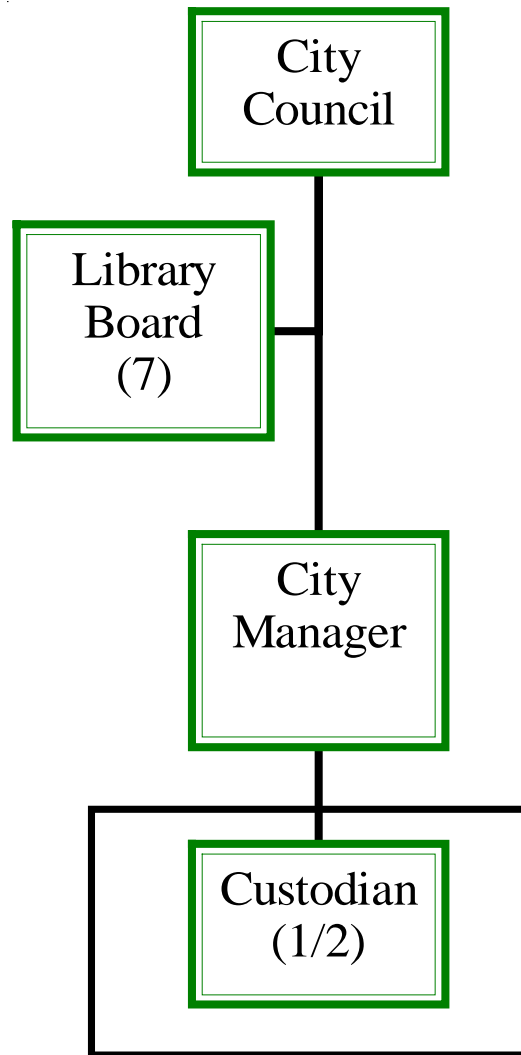 City
Council
Library
Board
(7)
City
Manager
Custodian
(1/2)